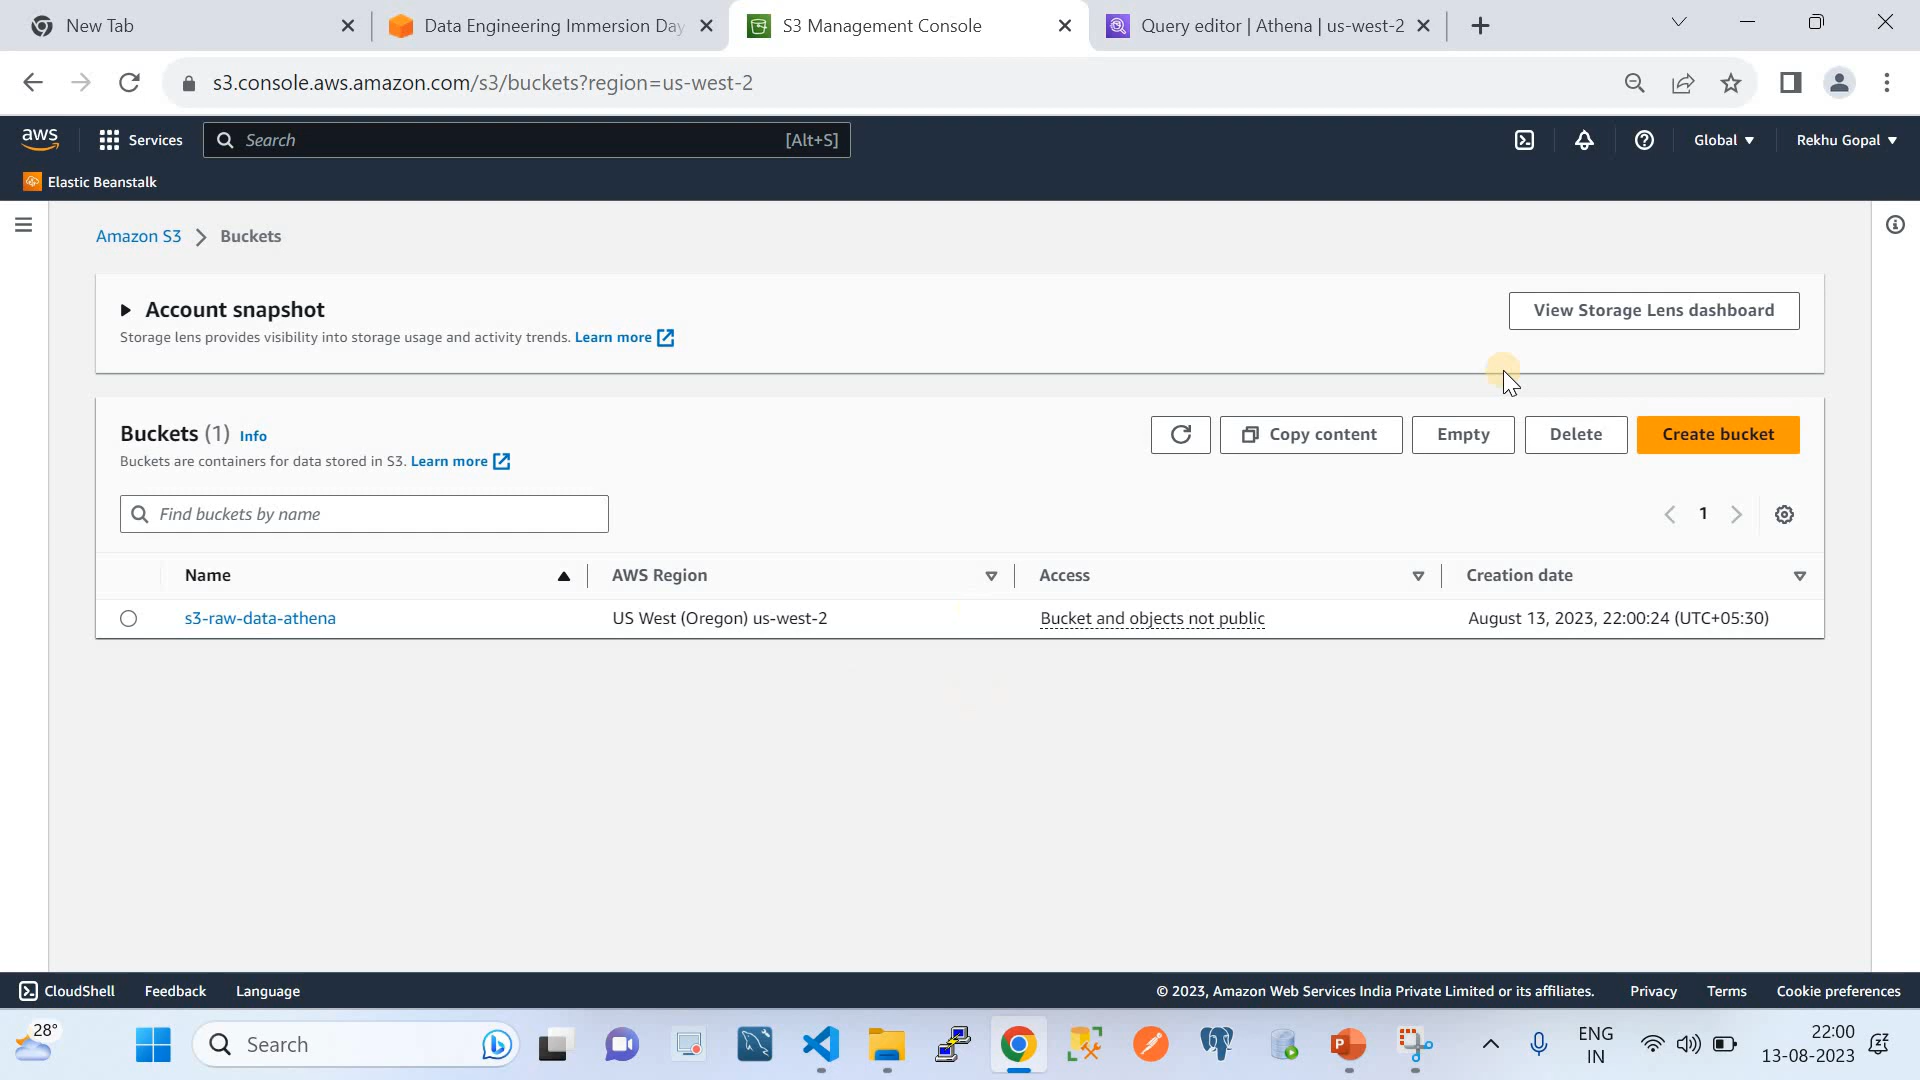 New Tab
Data Engineering Immersion Day
S3 Management Console
Query editor | Athena | us-west-2
s3.console.aws.amazon.com/s3/buckets?region=us-west-2
aws
Services
Search
[Alt+S]
Global
Rekhu Gopal
Elastic Beanstalk
Amazon S3
Buckets
Account snapshot
View Storage Lens dashboard
Storage lens provides visibility into storage usage and activity trends. Learn more
Buckets (1) Info
Copy content
Empty
Delete
Create bucket
Buckets are containers for data stored in S3. Learn more
Find buckets by name
1
Name
AWS Region
Access
Creation date
s3-raw-data-athena
US West (Oregon) us-west-2
Bucket and objects not public
August 13, 2023, 22:00:24 (UTC+05:30)
CloudShell
Feedback
Language
© 2023, Amazon Web Services India Private Limited or its affiliates.
Privacy
Terms
Cookie preferences
28°
Search
ENG
IN
22:00
13-08-2023